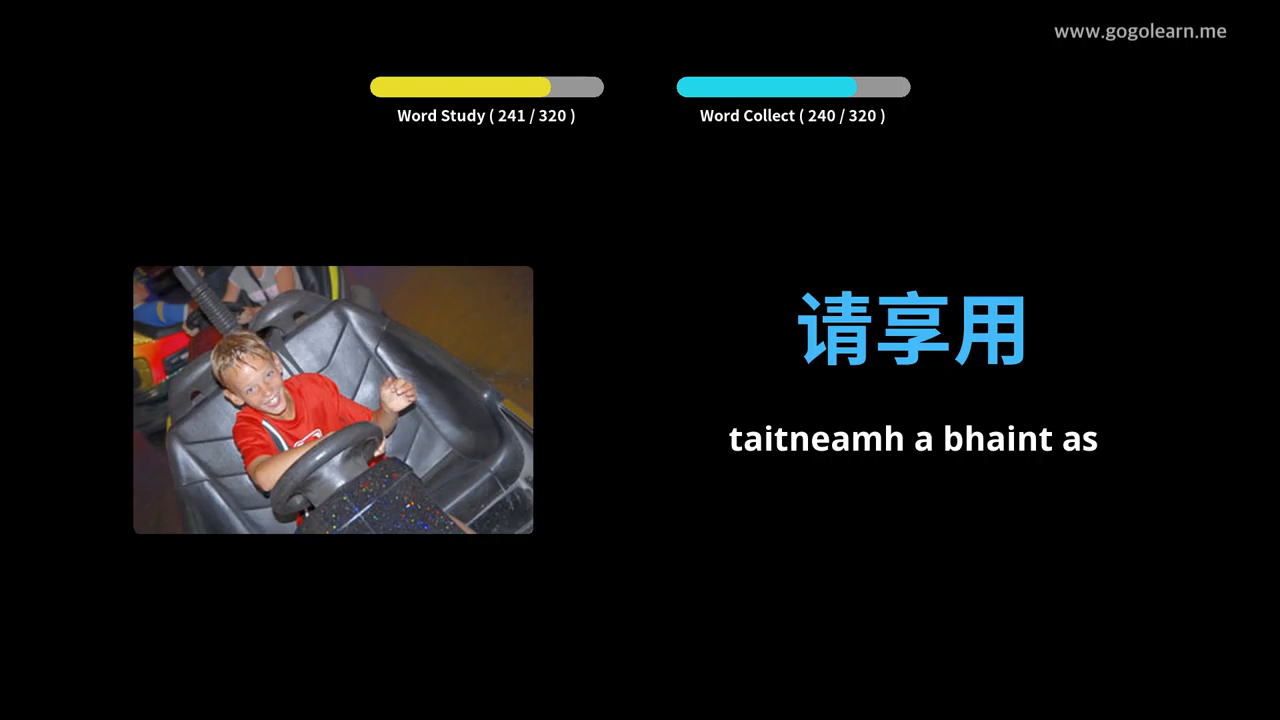 www.gogolearn.me
Word Study ( 241 / 320 )
Word Collect ( 240 / 320 )
请享用
taitneamh a bhaint as